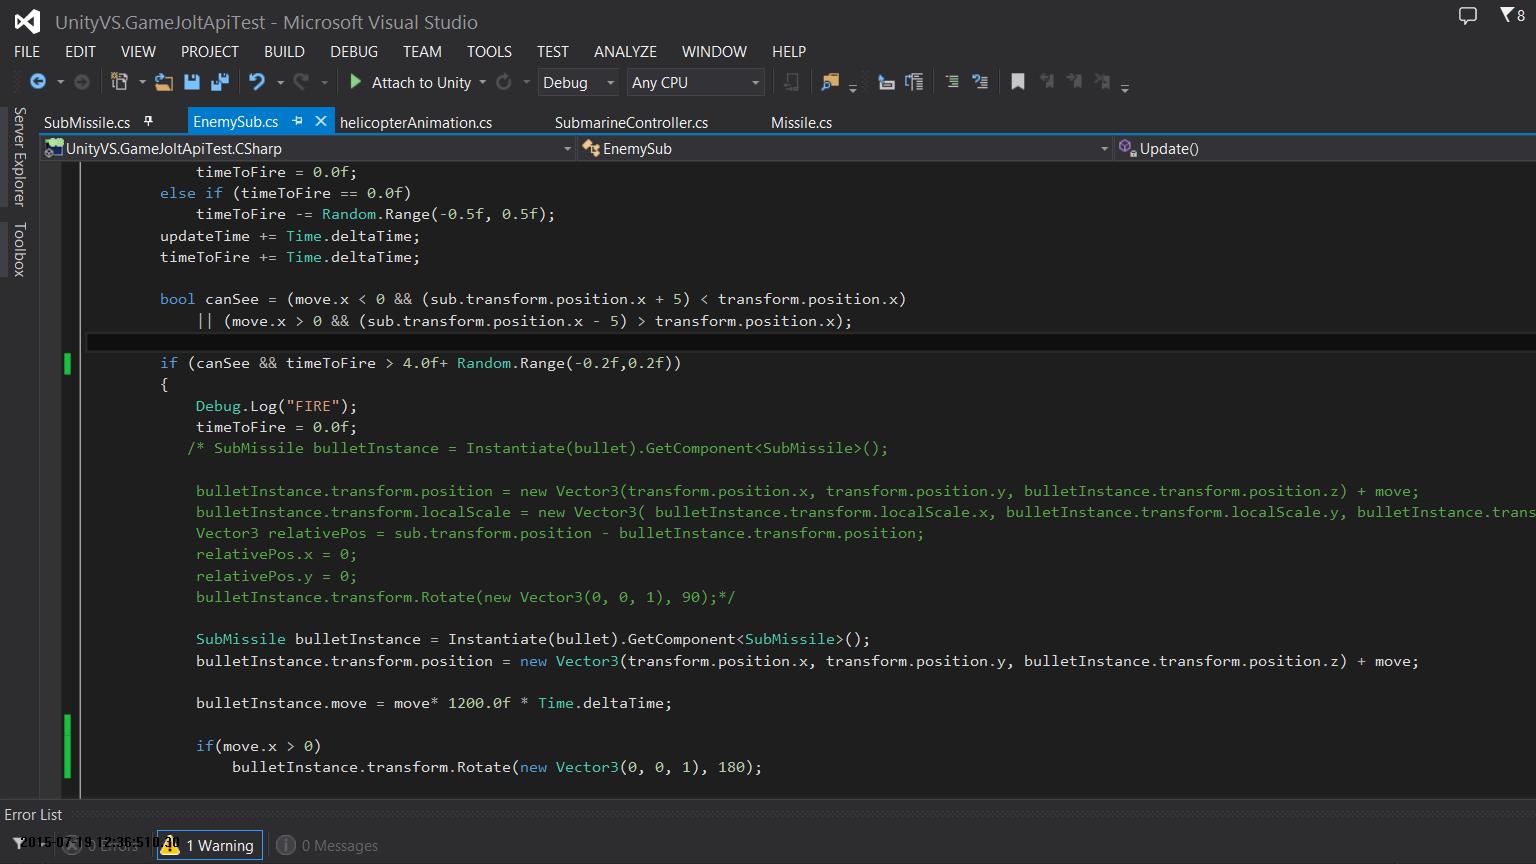 UnityVS.GameJoltApiTest - Microsoft Visual Studio
8
FILE EDIT VIEW PROJECT BUILD DEBUG TEAM TOOLS TEST ANALYZE WINDOW HELP
Attach to Unity Debug Any CPU
SubMissile.cs EnemySub.cs helicopterAnimation.cs SubmarineController.cs Missile.cs
Server Explorer
Toolbox
UnityVS.GameJoltApiTest.CSharp EnemySub Update()
timeToFire = 0.0f;
else if (timeToFire == 0.0f)
timeToFire -= Random.Range(-0.5f, 0.5f);
updateTime += Time.deltaTime;
timeToFire += Time.deltaTime;
bool canSee = (move.x < 0 && (sub.transform.position.x + 5) < transform.position.x)
|| (move.x > 0 && (sub.transform.position.x - 5) > transform.position.x);
if (canSee && timeToFire > 4.0f+ Random.Range(-0.2f,0.2f))
{
Debug.Log("FIRE");
timeToFire = 0.0f;
/* SubMissile bulletInstance = Instantiate(bullet).GetComponent<SubMissile>();
bulletInstance.transform.position = new Vector3(transform.position.x, transform.position.y, bulletInstance.transform.position.z) + move;
bulletInstance.transform.localScale = new Vector3( bulletInstance.transform.localScale.x, bulletInstance.transform.localScale.y, bulletInstance.trans
Vector3 relativePos = sub.transform.position - bulletInstance.transform.position;
relativePos.x = 0;
relativePos.y = 0;
bulletInstance.transform.Rotate(new Vector3(0, 0, 1), 90);*/
SubMissile bulletInstance = Instantiate(bullet).GetComponent<SubMissile>();
bulletInstance.transform.position = new Vector3(transform.position.x, transform.position.y, bulletInstance.transform.position.z) + move;
bulletInstance.move = move* 1200.0f * Time.deltaTime;
if(move.x > 0)
bulletInstance.transform.Rotate(new Vector3(0, 0, 1), 180);
Error List
0 Errors 1 Warning 0 Messages